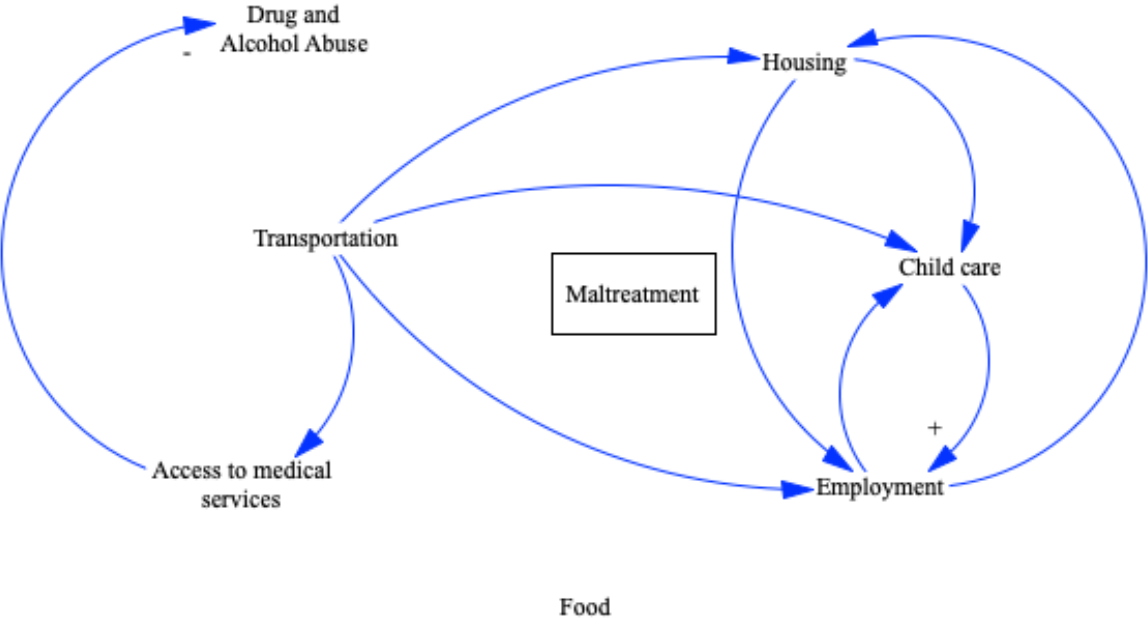 Drug and
Alcohol Abuse
-
Housing
Transportation
Child care
Maltreatment
+
Access to medical
services
Employment
Food